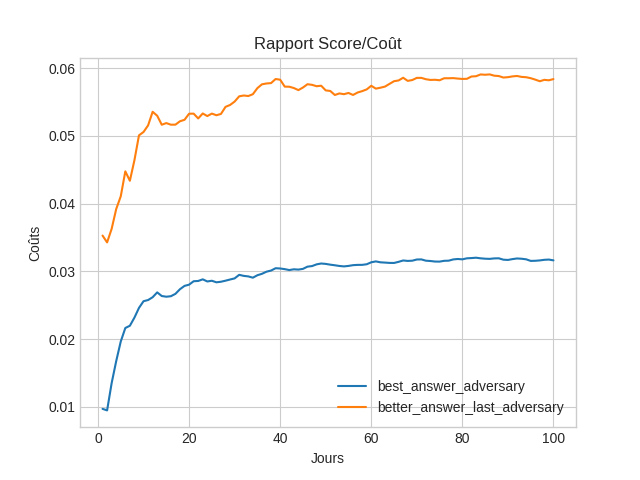 Rapport Score/Coût
0.06
0.05
0.04
0.03
0.02
0.01
Coûts
best_answer_adversary
better_answer_last_adversary
0 20 40 60 80 100
Jours